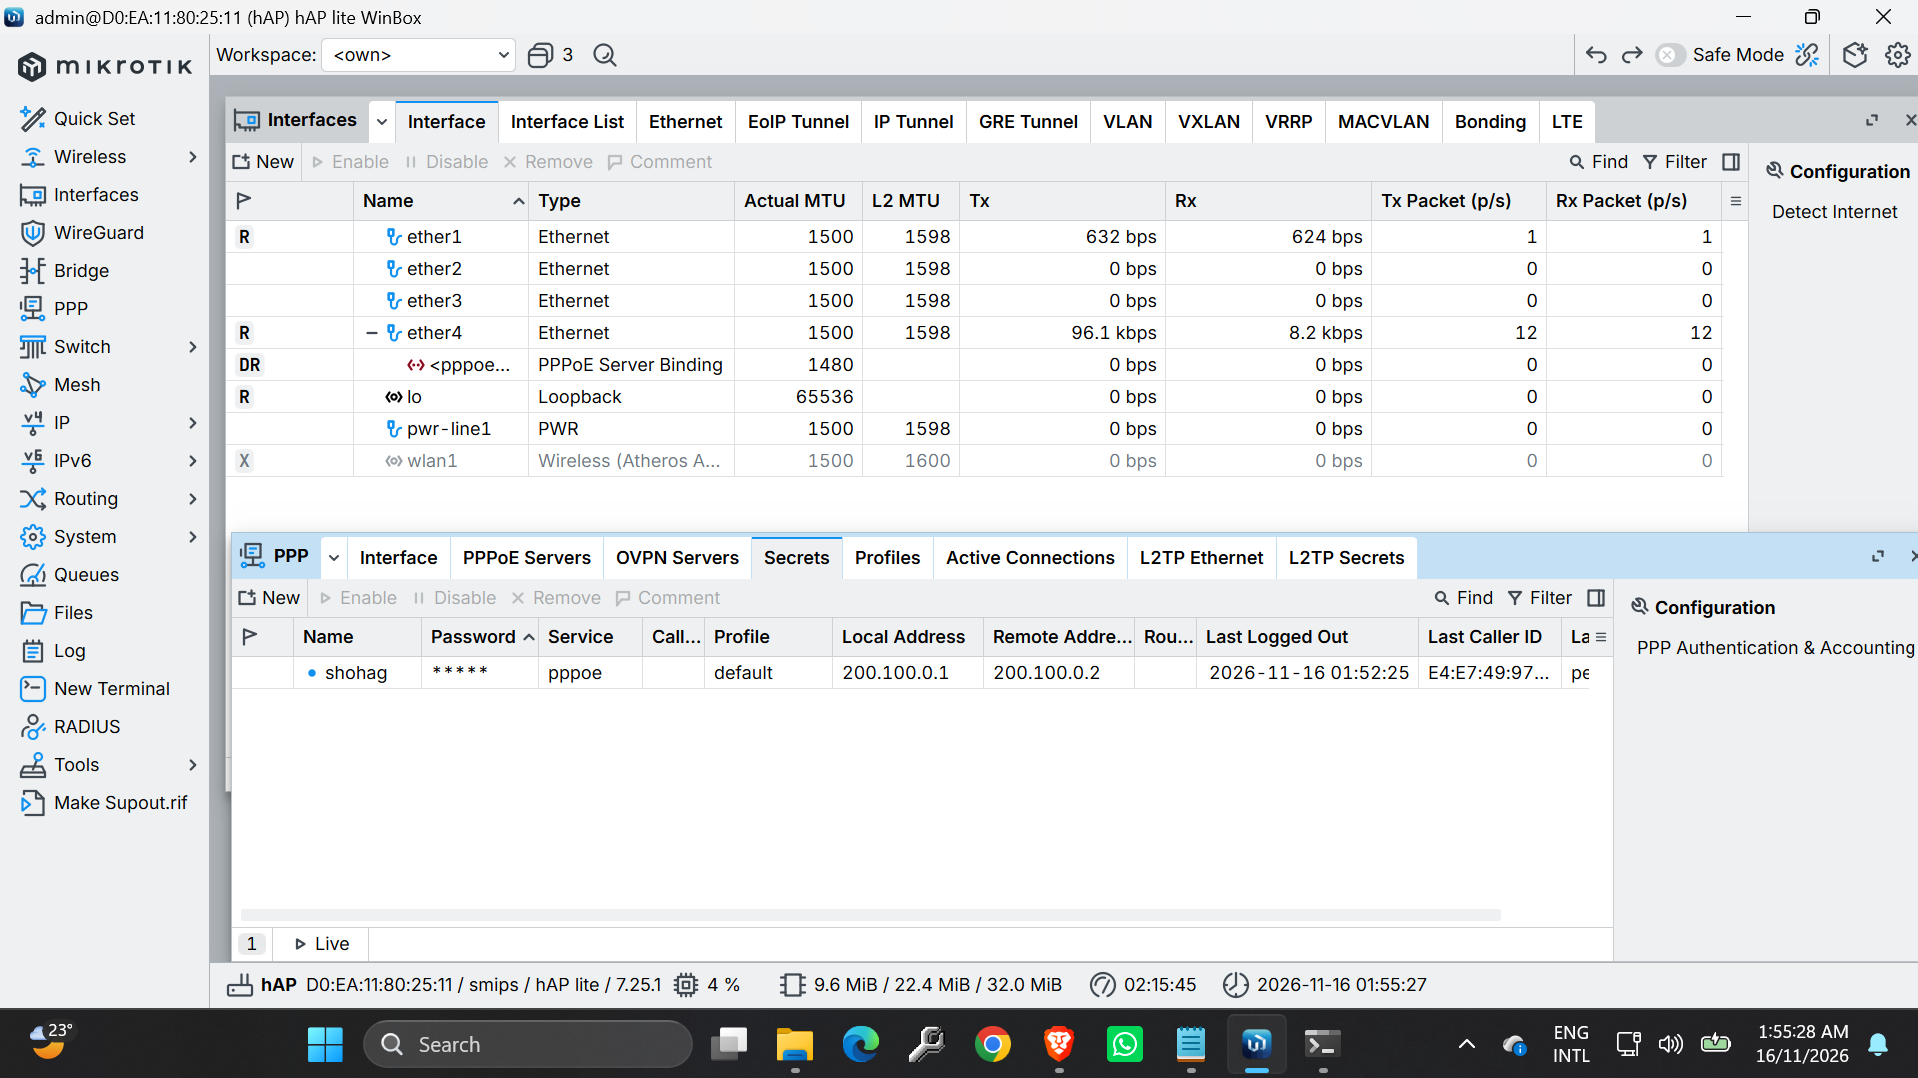 admin@D0:EA:11:80:25:11 (hAP) hAP lite WinBox
MIKROTIK
Workspace: <own> 3 Safe Mode
Quick Set
Wireless
Interfaces
WireGuard
Bridge
PPP
Switch
Mesh
IP
IPv6
Routing
System
Queues
Files
Log
New Terminal
RADIUS
Tools
Make Supout.rif
Interfaces Interface Interface List Ethernet EoIP Tunnel IP Tunnel GRE Tunnel VLAN VXLAN VRRP MACVLAN Bonding LTE
New Enable Disable Remove Comment Find Filter
Configuration
Detect Internet
Name Type Actual MTU L2 MTU Tx Rx Tx Packet (p/s) Rx Packet (p/s)
R ether1 Ethernet 1500 1598 632 bps 624 bps 1 1
ether2 Ethernet 1500 1598 0 bps 0 bps 0 0
ether3 Ethernet 1500 1598 0 bps 0 bps 0 0
R ether4 Ethernet 1500 1598 96.1 kbps 8.2 kbps 12 12
DR <pppoe... PPPoE Server Binding 1480 0 bps 0 bps 0 0
R lo Loopback 65536 0 bps 0 bps 0 0
pwr-line1 PWR 1500 1598 0 bps 0 bps 0 0
X wlan1 Wireless (Atheros A... 1500 1600 0 bps 0 bps 0 0
PPP Interface PPPoE Servers OVPN Servers Secrets Profiles Active Connections L2TP Ethernet L2TP Secrets
New Enable Disable Remove Comment Find Filter
Configuration
PPP Authentication & Accounting
Name Password Service Call... Profile Local Address Remote Addre... Rou... Last Logged Out Last Caller ID La
shohag ***** pppoe default 200.100.0.1 200.100.0.2 2026-11-16 01:52:25 E4:E7:49:97... pe
1 Live
hAP D0:EA:11:80:25:11 / smips / hAP lite / 7.25.1 4 % 9.6 MiB / 22.4 MiB / 32.0 MiB 02:15:45 2026-11-16 01:55:27
23°
Search
ENG
INTL
1:55:28 AM
16/11/2026